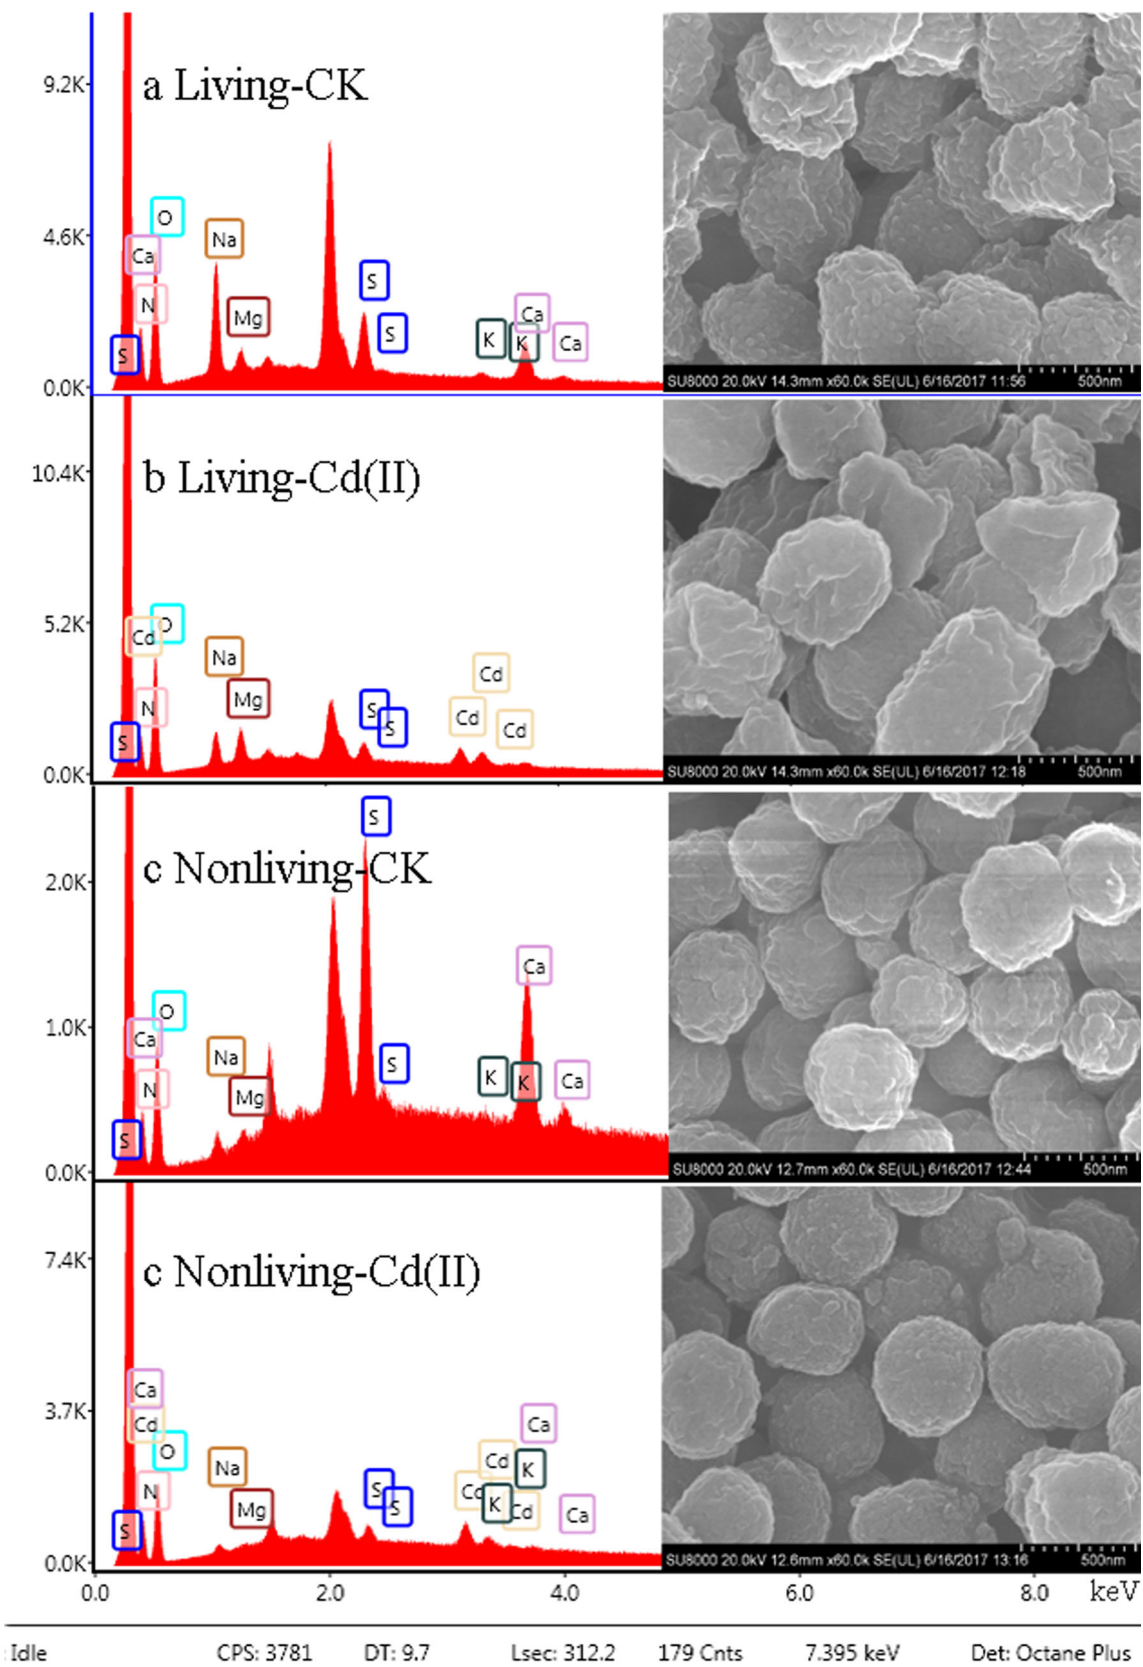 9.2K
a Living-CK
O
Na
4.6K
Ca
S
N
Mg
Ca
S
K
K
Ca
S
0.0K
SU8000 20.0kV 14.3mm x60.0k SE(UL) 6/16/2017 11:56
500nm
10.4K
b Living-Cd(II)
5.2K
O
Cd
Na
Cd
Mg
N
S
Cd
S
Cd
S
0.0K
SU8000 20.0kV 14.3mm x60.0k SE(UL) 6/16/2017 12:18
500nm
S
c Nonliving-CK
2.0K
Ca
O
1.0K
Ca
Na
S
K
K
Ca
N
Mg
S
0.0K
SU8000 20.0kV 12.7mm x60.0k SE(UL) 6/16/2017 12:44
500nm
7.4K
c Nonliving-Cd(II)
Ca
3.7K
Cd
Ca
O
Na
Cd
K
N
S
Cd
Mg
S
K
Cd
Ca
S
0.0K
SU8000 20.0kV 12.6mm x60.0k SE(UL) 6/16/2017 13:16
500nm
0.0 2.0 4.0 6.0 8.0 keV
: Idle CPS: 3781 DT: 9.7 Lsec: 312.2 179 Cnts 7.395 keV Det: Octane Plus